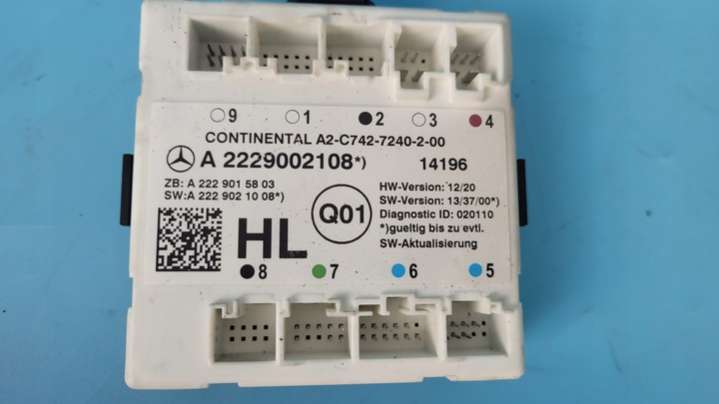 9 1 2 3 4
CONTINENTAL A2-C742-7240-2-00
A 2229002108*) 14196
ZB: A 222 901 58 03
SW:A 222 902 10 08*)
Q01
HL
HW-Version: 12/20
SW-Version: 13/37/00*)
Diagnostic ID: 020110
*)gueltig bis zu evtl.
SW-Aktualisierung
8 7 6 5